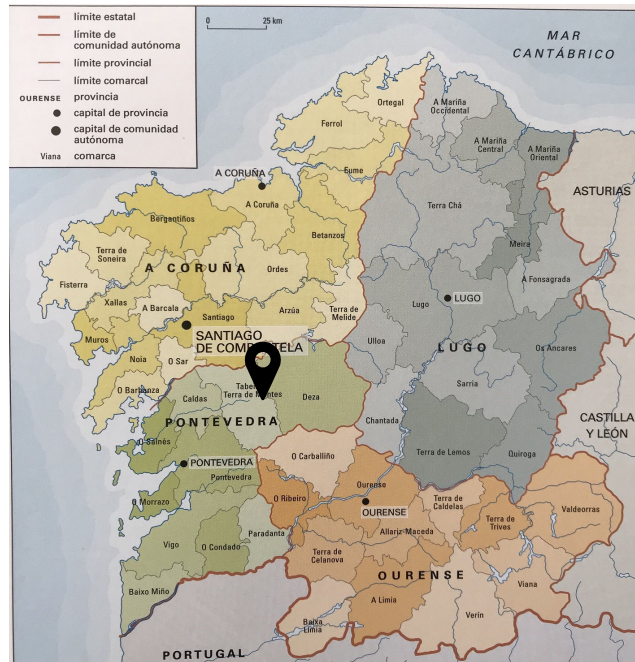 límite estatal
límite de
comunidad autónoma
límite provincial
límite comarcal
OURENSE provincia
capital de provincia
capital de comunidad
autónoma
Viana comarca
0 25 km
MAR
CANTÁBRICO
Ortegal
Ferrol
A Mariña
Occidental
A Mariña
Central
A Mariña
Oriental
Eume
A CORUÑA
A Coruña
ASTURIAS
Terra Chá
Bergantiños
Betanzos
Meira
Terra de
Soneira
A CORUÑA
Ordes
A Fonsagrada
Fisterra
Xallas
A Barcala
Santiago
Arzúa
Terra de
Melide
Lugo
LUGO
Muros
SANTIAGO
DE COMPOSTELA
Ulloa
LUGO
Os Ancares
Noia
O Sar
Sarria
O Barbanza
Caldas
Terra de Montes
Deza
CASTILLA
Y LEÓN
PONTEVEDRA
Chantada
O Salnés
Terra de Lemos
Quiroga
PONTEVEDRA
Pontevedra
O Carballiño
O Morrazo
O Ribeiro
Ourense
OURENSE
Terra de
Caldelas
Terra de
Trives
Valdeorras
Vigo
O Condado
Paradanta
Allariz-Maceda
Terra de
Celanova
OURENSE
Baixo Miño
A Limia
Viana
Verín
Baixa
Limia
PORTUGAL